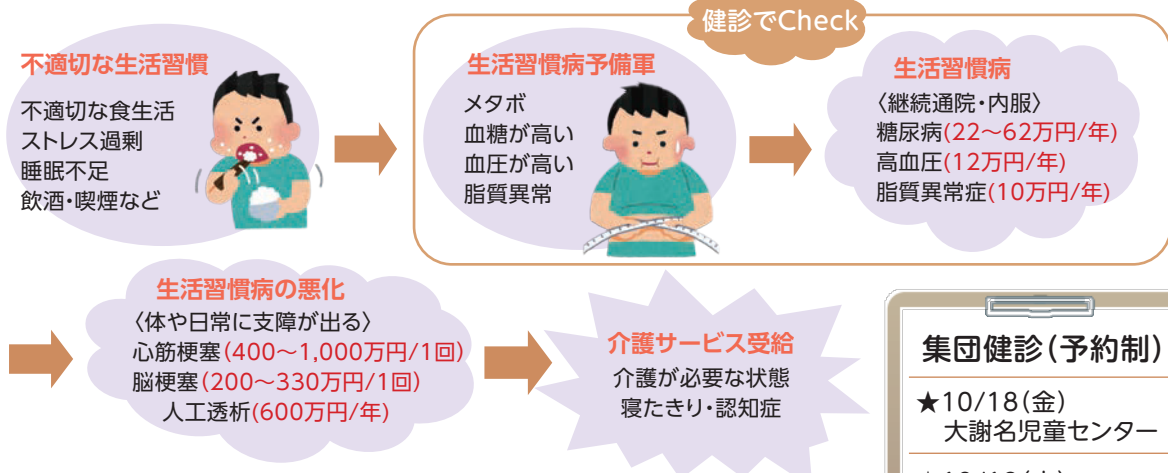 健診でCheck
不適切な生活習慣
不適切な食生活
ストレス過剰
睡眠不足
飲酒・喫煙など
生活習慣病予備軍
メタボ
血糖が高い
血圧が高い
脂質異常
生活習慣病
〈継続通院・内服〉
糖尿病(22〜62万円/年)
高血圧(12万円/年)
脂質異常症(10万円/年)
生活習慣病の悪化
〈体や日常に支障が出る〉
心筋梗塞(400〜1,000万円/1回)
脳梗塞(200〜330万円/1回)
人工透析(600万円/年)
介護サービス受給
介護が必要な状態
寝たきり・認知症
集団健診(予約制)
★10/18(金)
大謝名児童センター